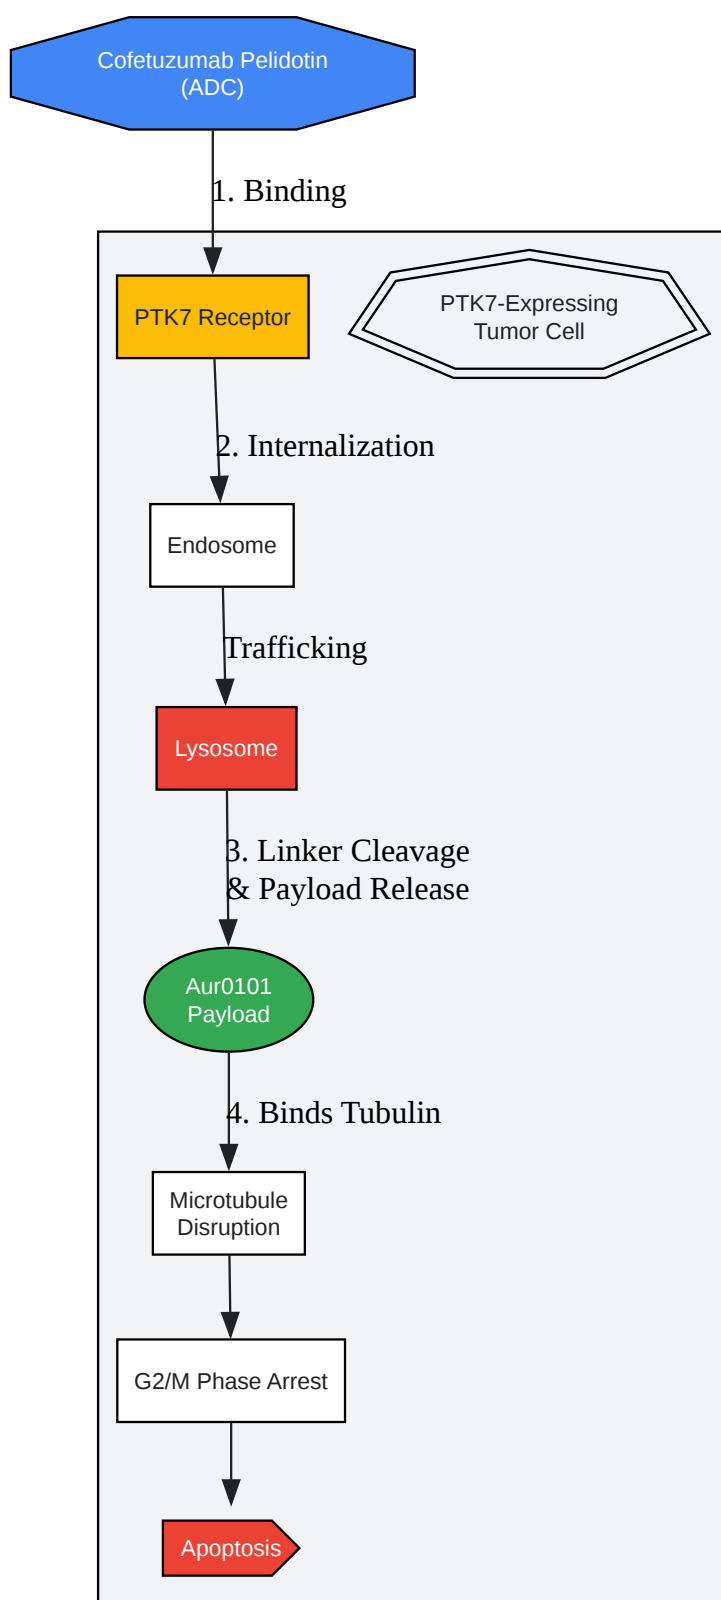 Cofetuzumab Pelidotin
(ADC)
1. Binding
PTK7 Receptor
PTK7-Expressing
Tumor Cell
2. Internalization
Endosome
Trafficking
Lysosome
3. Linker Cleavage
& Payload Release
Aur0101
Payload
4. Binds Tubulin
Microtubule
Disruption
G2/M Phase Arrest
Apoptosis